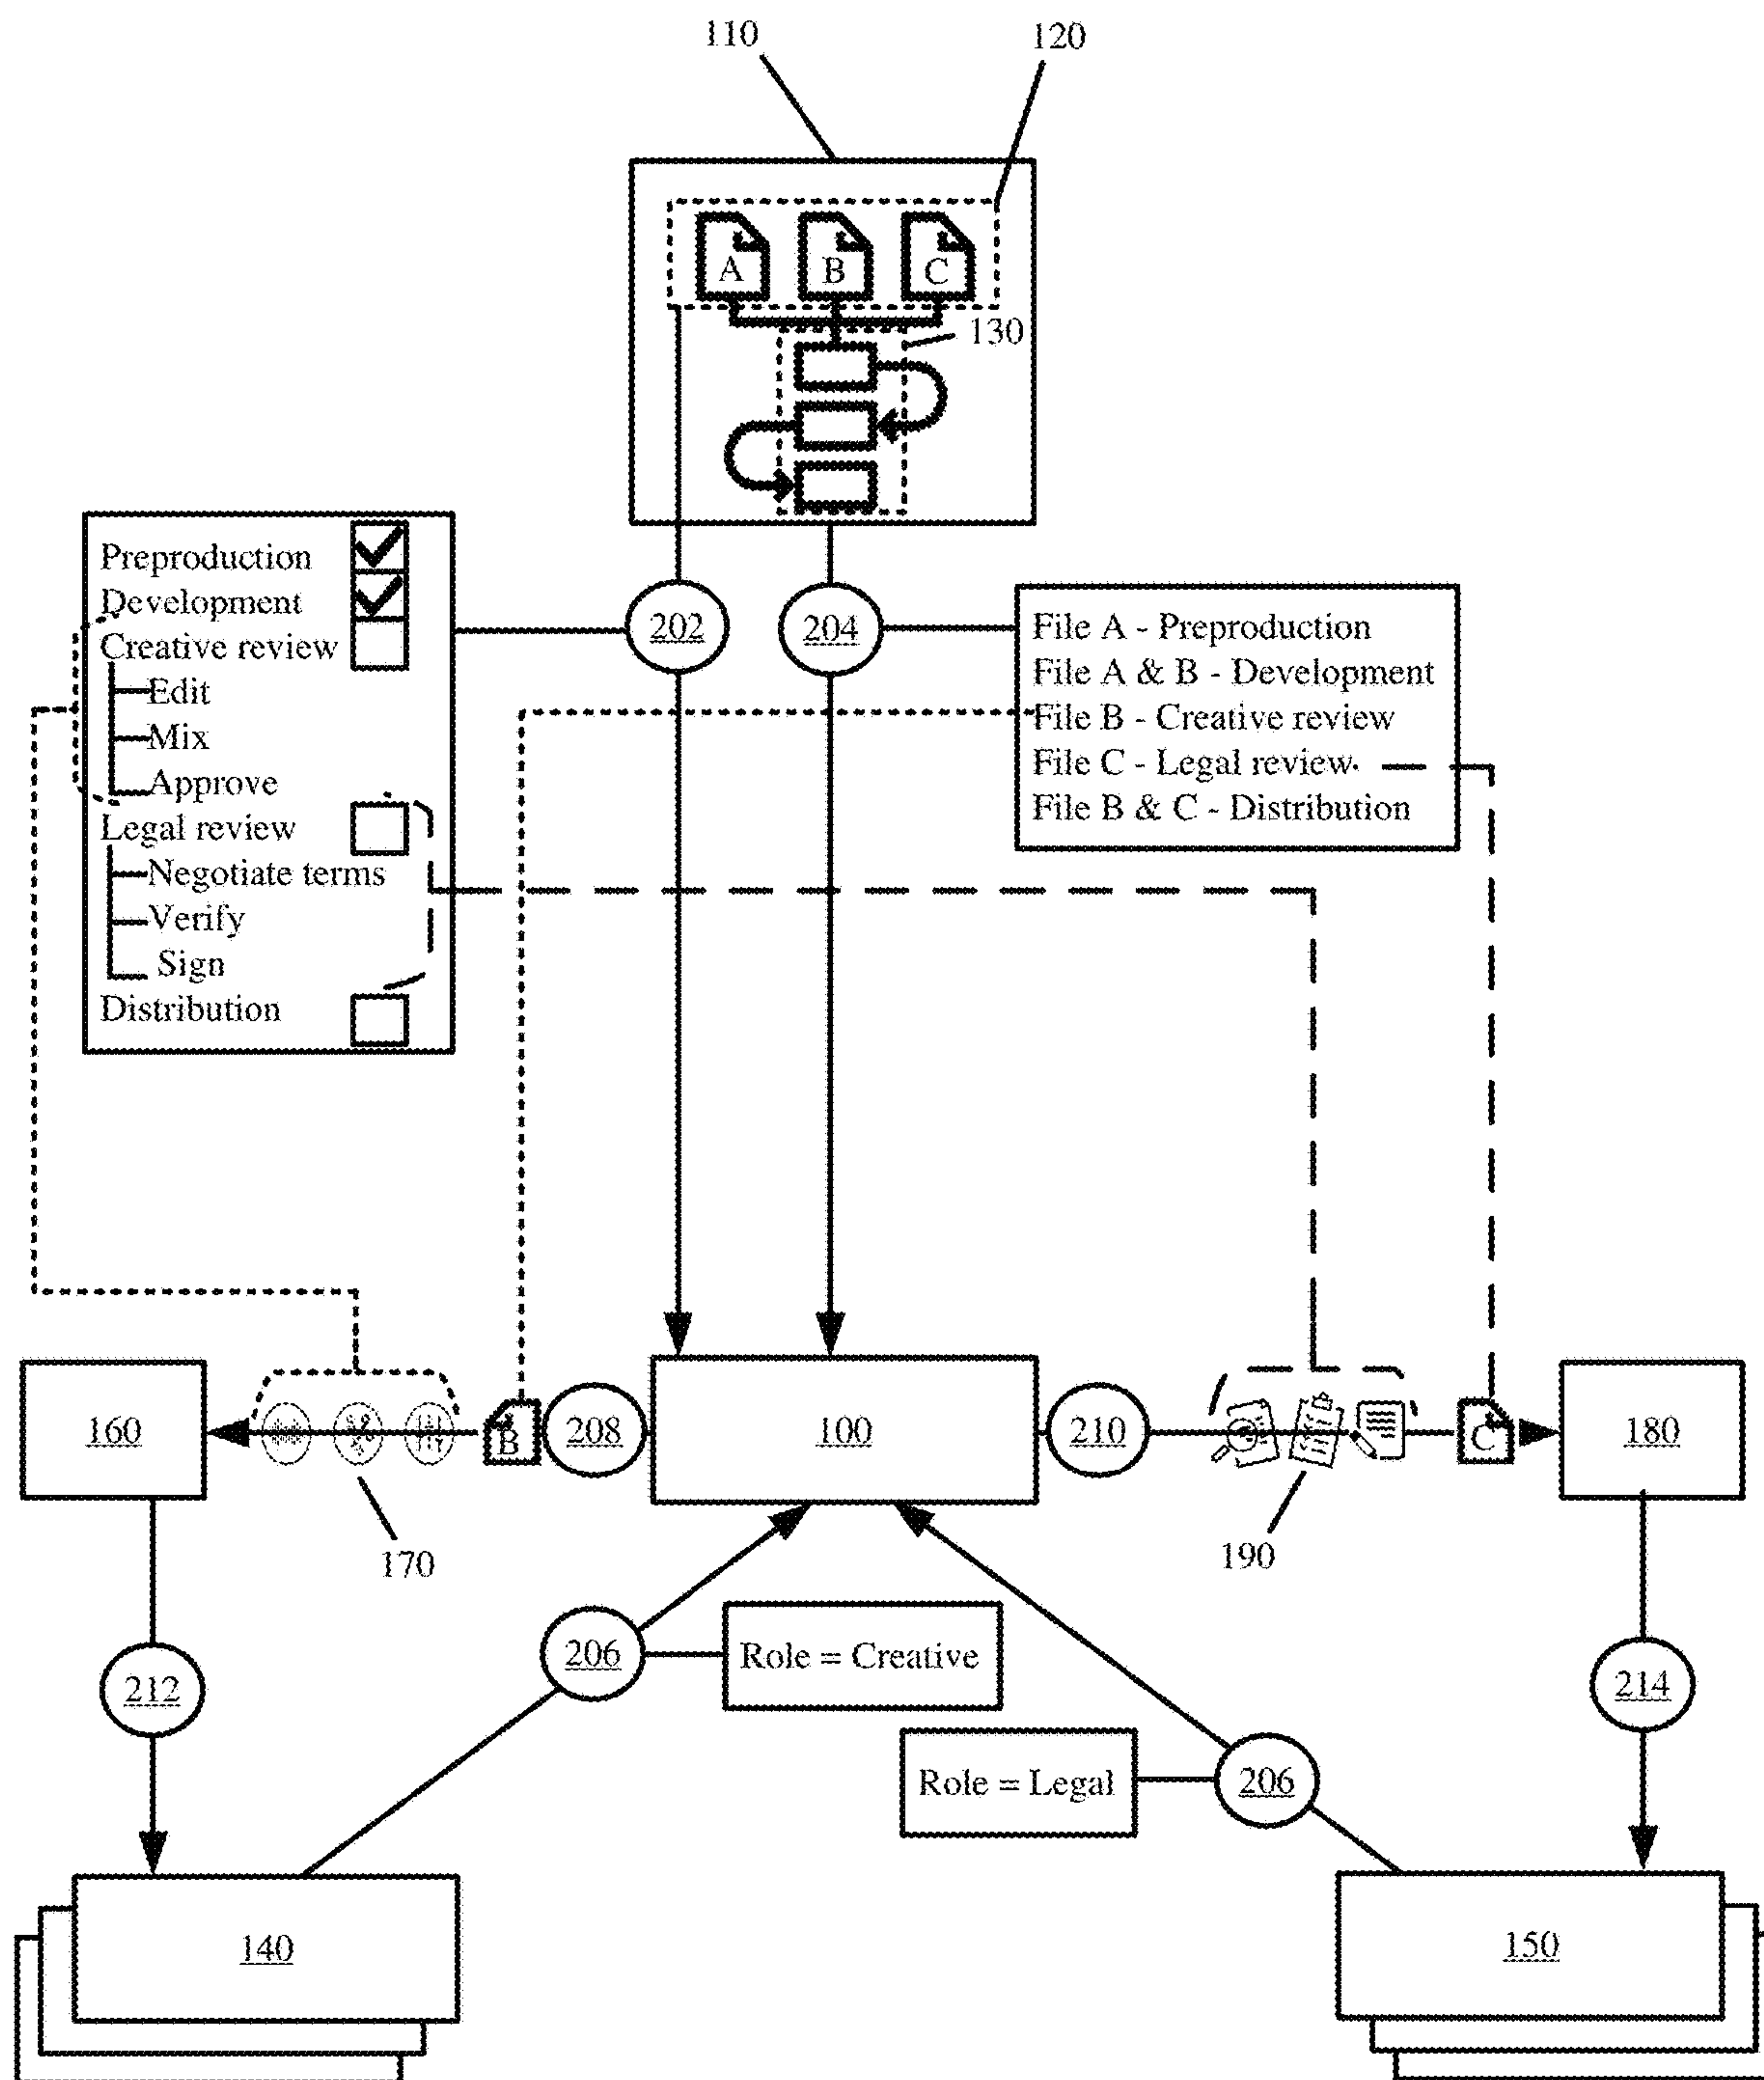 110
120
A B C
130
Preproduction
Development
Creative review
Edit
Mix
Approve
Legal review
Negotiate terms
Verify
Sign
Distribution
202
204
File A - Preproduction
File A & B - Development
File B - Creative review
File C - Legal review
File B & C - Distribution
160
B
208
100
210
C
180
170
190
206
Role = Creative
212
214
Role = Legal
206
140
150